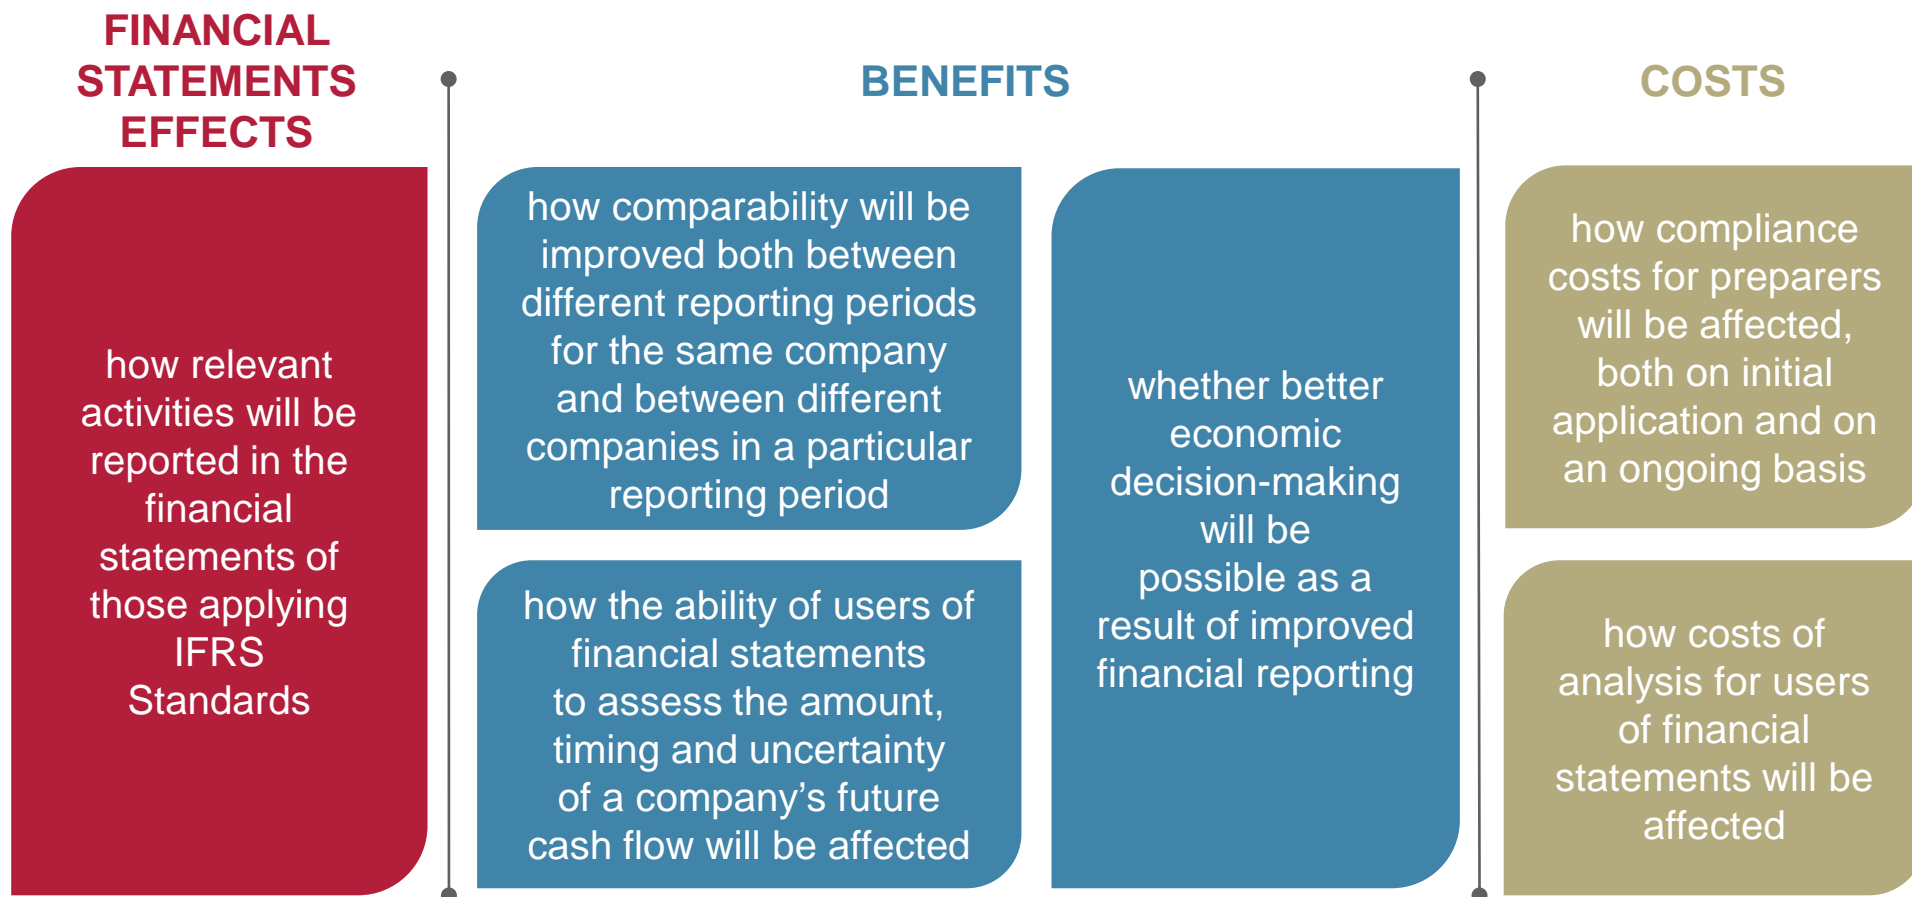 FINANCIAL
STATEMENTS
EFFECTS
how relevant
activities will be
reported in the
financial
statements of
those applying
IFRS
Standards
BENEFITS
how comparability will be
improved both between
different reporting periods
for the same company
and between different
companies in a particular
reporting period
how the ability of users of
financial statements
to assess the amount,
timing and uncertainty
of a company’s future
cash flow will be affected
whether better
economic
decision-making
will be
possible as a
result of improved
financial reporting
COSTS
how compliance
costs for preparers
will be affected,
both on initial
application and on
an ongoing basis
how costs of
analysis for users
of financial
statements will be
affected